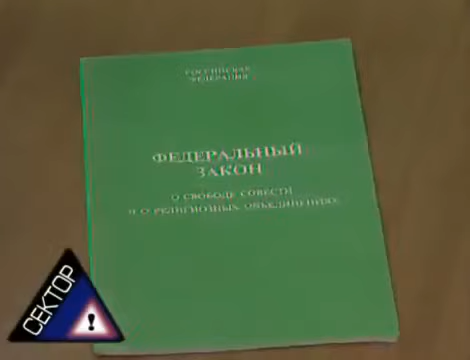 РОССИЙСКАЯ
ФЕДЕРАЦИЯ
ФЕДЕРАЛЬНЫЙ
ЗАКОН
О СВОБОДЕ СОВЕСТИ
И О РЕЛИГИОЗНЫХ ОБЪЕДИНЕНИЯХ
СЕКТОР
!